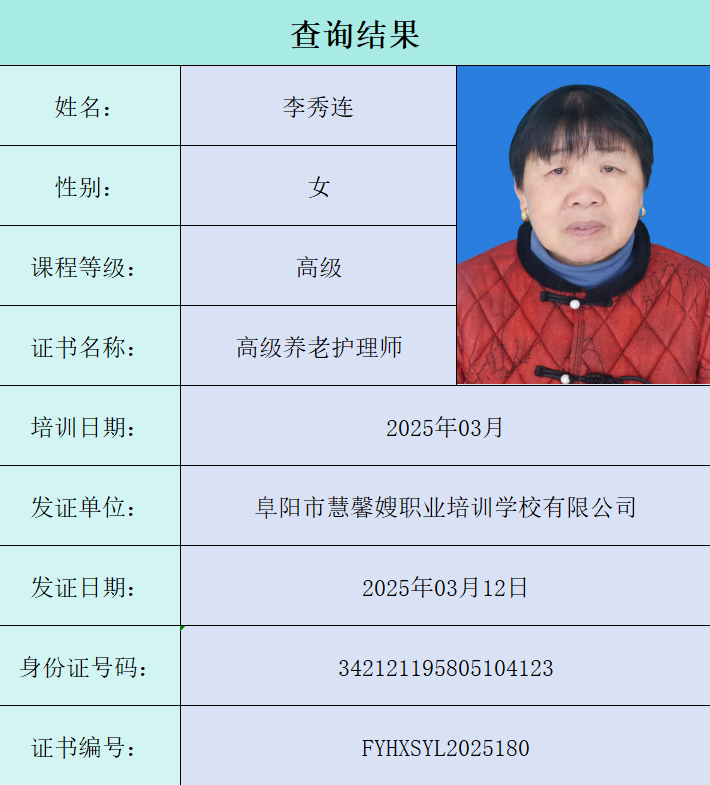 查询结果
姓名： 李秀连
性别： 女
课程等级： 高级
证书名称： 高级养老护理师
培训日期： 2025年03月
发证单位： 阜阳市慧馨嫂职业培训学校有限公司
发证日期： 2025年03月12日
身份证号码： 342121195805104123
证书编号： FYHXSYL2025180